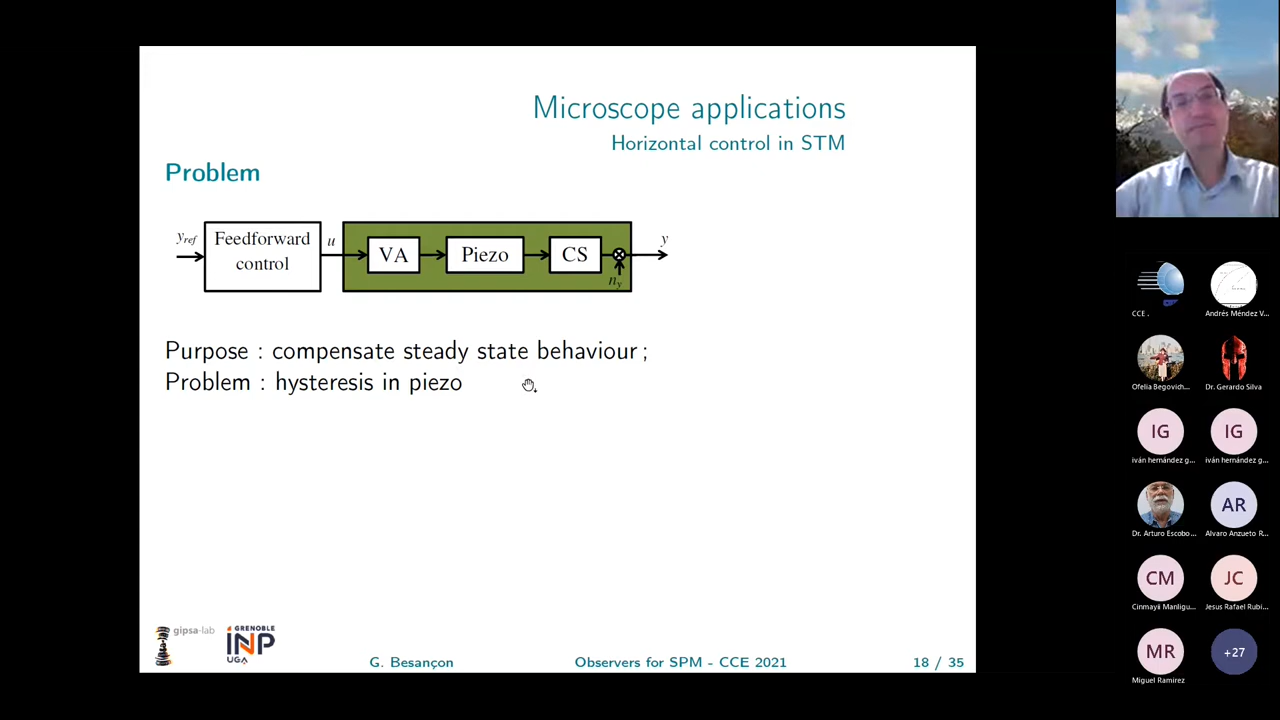 Microscope applications
Horizontal control in STM
Problem
y_ref
Feedforward
control
u
VA
Piezo
CS
n_y
y
Purpose : compensate steady state behaviour ;
Problem : hysteresis in piezo
gipsa-lab
GRENOBLE
INP
UGA
G. Besançon
Observers for SPM - CCE 2021
18 / 35
CCE .
Andrés Méndez V...
Ofelia Begovich...
Dr. Gerardo Silva
IG
IG
iván hernández g...
iván hernández g...
AR
Dr. Arturo Escobo...
Alvaro Anzueto R...
CM
JC
Cinmayii Manligu...
Jesus Rafael Rubi...
MR
+27
Miguel Ramirez